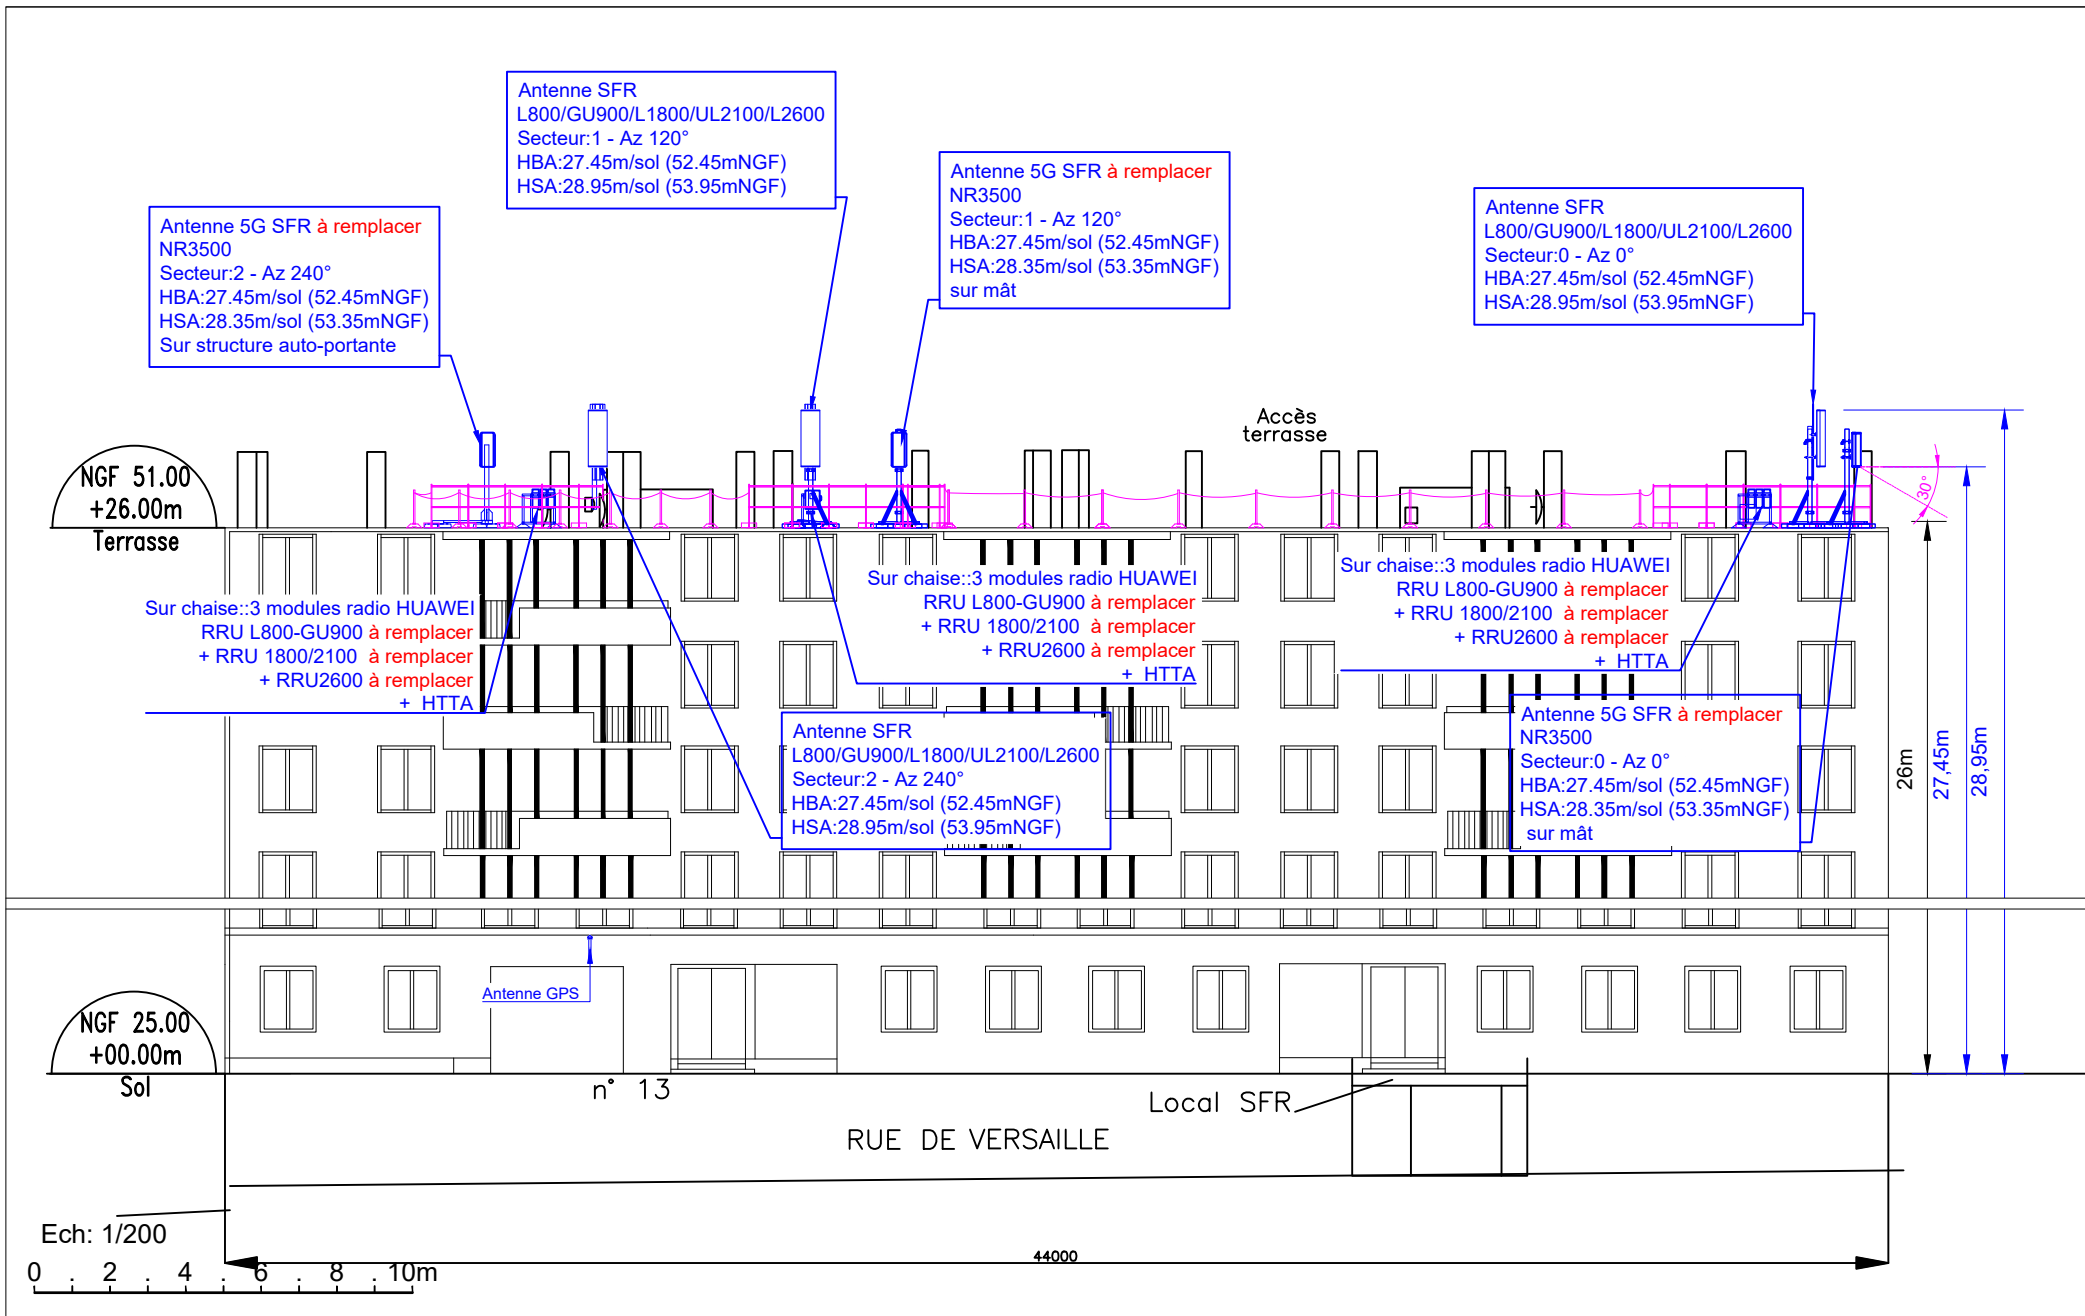 Antenne SFR
L800/GU900/L1800/UL2100/L2600
Secteur:1 - Az 120°
HBA:27.45m/sol (52.45mNGF)
HSA:28.95m/sol (53.95mNGF)
Antenne 5G SFR à remplacer
NR3500
Secteur:1 - Az 120°
HBA:27.45m/sol (52.45mNGF)
HSA:28.35m/sol (53.35mNGF)
sur mât
Antenne SFR
L800/GU900/L1800/UL2100/L2600
Secteur:0 - Az 0°
HBA:27.45m/sol (52.45mNGF)
HSA:28.95m/sol (53.95mNGF)
Antenne 5G SFR à remplacer
NR3500
Secteur:2 - Az 240°
HBA:27.45m/sol (52.45mNGF)
HSA:28.35m/sol (53.35mNGF)
Sur structure auto-portante
Accès
terrasse
NGF 51.00
+26.00m
Terrasse
30°
Sur chaise::3 modules radio HUAWEI
RRU L800-GU900 à remplacer
+ RRU 1800/2100 à remplacer
+ RRU2600 à remplacer
+ HTTA
Sur chaise::3 modules radio HUAWEI
RRU L800-GU900 à remplacer
+ RRU 1800/2100 à remplacer
+ RRU2600 à remplacer
+ HTTA
Sur chaise::3 modules radio HUAWEI
RRU L800-GU900 à remplacer
+ RRU 1800/2100 à remplacer
+ RRU2600 à remplacer
+ HTTA
Antenne SFR
L800/GU900/L1800/UL2100/L2600
Secteur:2 - Az 240°
HBA:27.45m/sol (52.45mNGF)
HSA:28.95m/sol (53.95mNGF)
Antenne 5G SFR à remplacer
NR3500
Secteur:0 - Az 0°
HBA:27.45m/sol (52.45mNGF)
HSA:28.35m/sol (53.35mNGF)
sur mât
26m
27,45m
28,95m
Antenne GPS
NGF 25.00
+00.00m
Sol
n° 13
Local SFR
RUE DE VERSAILLE
Ech: 1/200
0 . 2 . 4 . 6 . 8 . 10m
44000